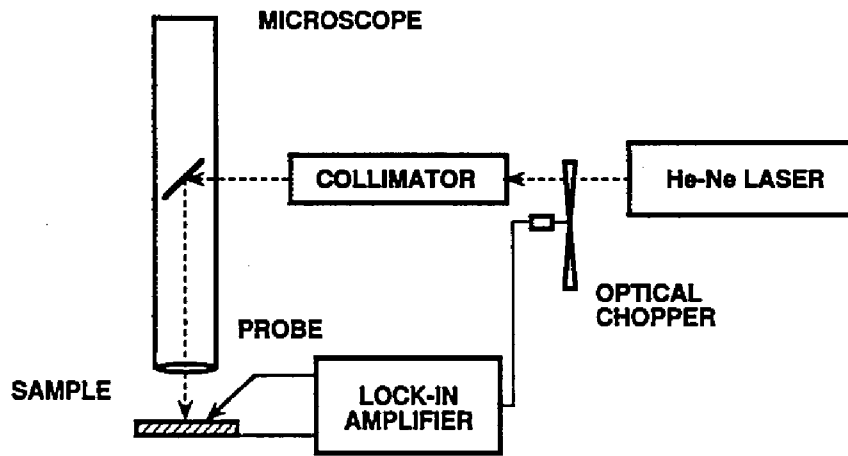 MICROSCOPE
COLLIMATOR
He-Ne LASER
OPTICAL
CHOPPER
PROBE
SAMPLE
LOCK-IN
AMPLIFIER